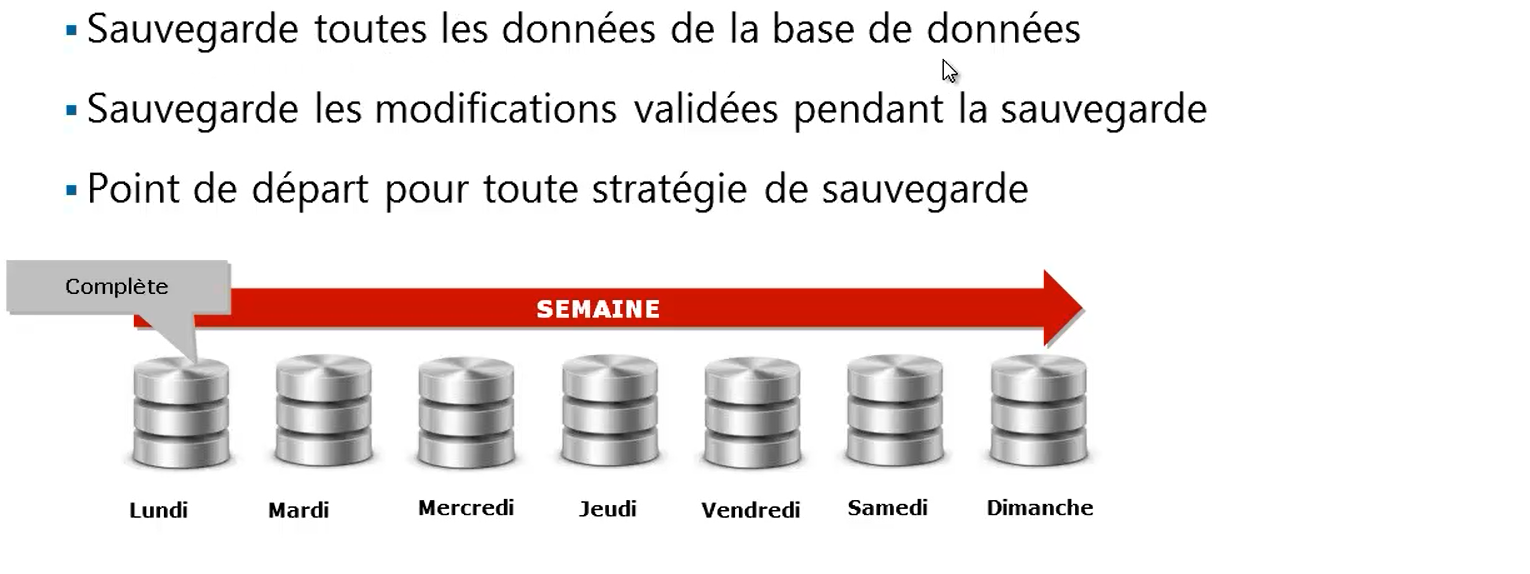 Sauvegarde toutes les données de la base de données
Sauvegarde les modifications validées pendant la sauvegarde
Point de départ pour toute stratégie de sauvegarde
Complète
SEMAINE
Lundi Mardi Mercredi Jeudi Vendredi Samedi Dimanche